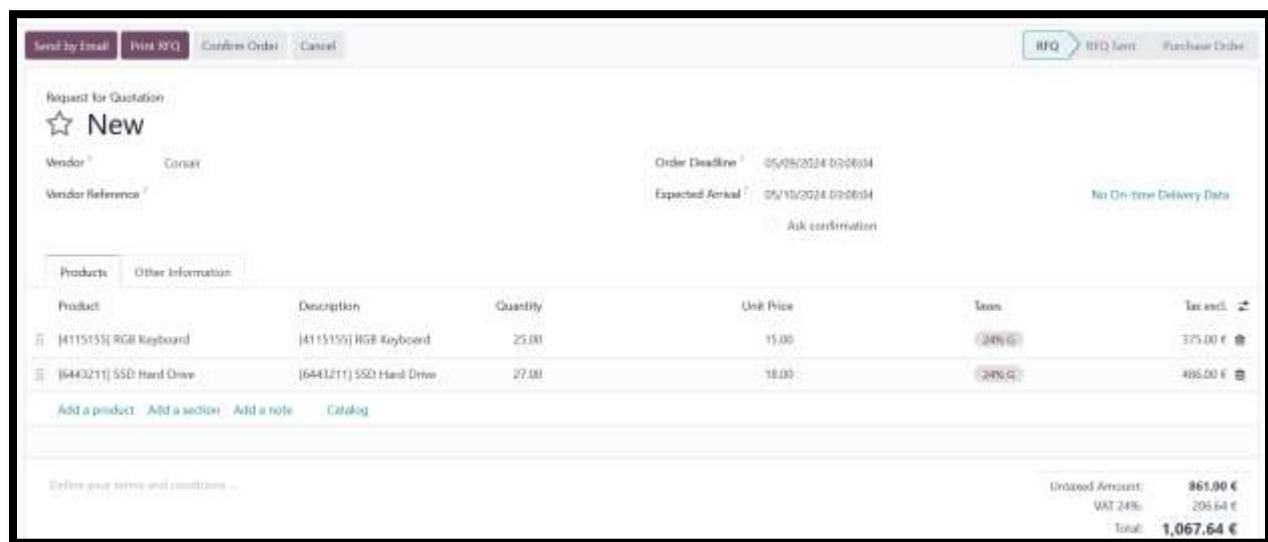 Send by Email Print RFQ Confirm Order Cancel RFQ RFQ Sent Purchase Order
Request for Quotation
New
Vendor ? Corsair
Order Deadline ? 05/09/2024 03:08:04
Vendor Reference ?
Expected Arrival ? 05/10/2024 03:08:04 No On-time Delivery Data
Ask confirmation
Products Other Information
Product Description Quantity Unit Price Taxes Tax excl.
[4115155] RGB Keyboard [4115155] RGB Keyboard 25.00 15.00 24% G 375.00 €
[6443211] SSD Hard Drive [6443211] SSD Hard Drive 27.00 18.00 24% G 486.00 €
Add a product Add a section Add a note Catalog
Define your terms and conditions ...
Untaxed Amount: 861.00 €
VAT 24%: 206.64 €
Total: 1,067.64 €